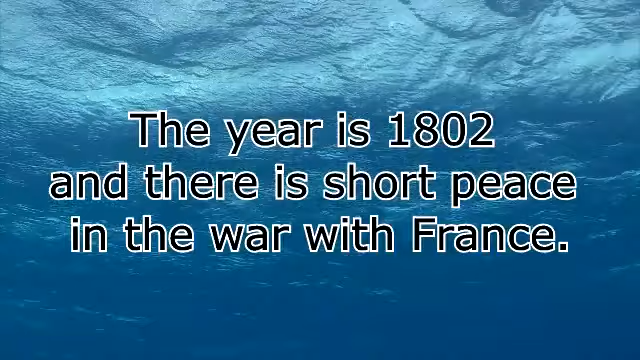 The year is 1802
and there is short peace
in the war with France.